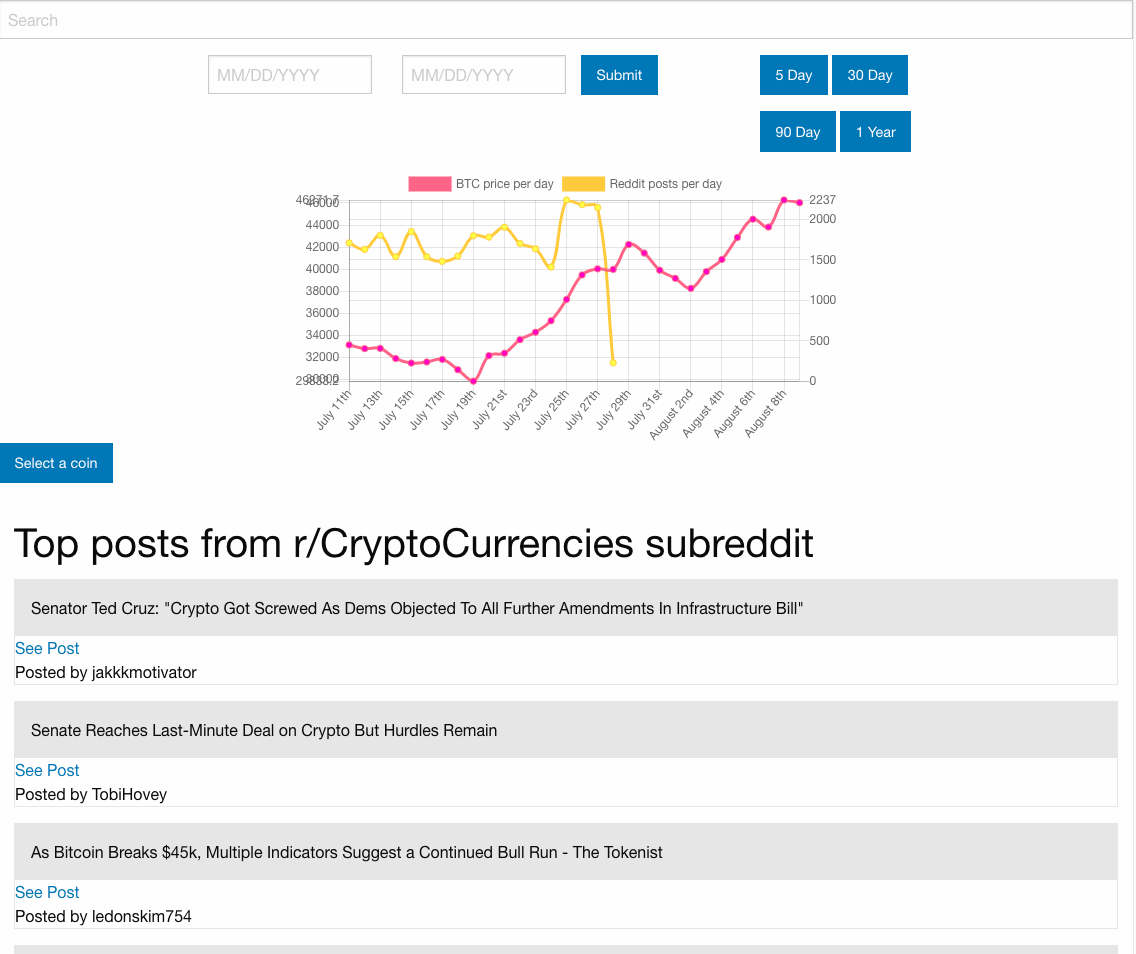 Search
MM/DD/YYYY MM/DD/YYYY Submit 5 Day 30 Day
90 Day 1 Year
BTC price per day Reddit posts per day
46271.7 2237
46000
44000 2000
42000
40000 1500
38000
36000 1000
34000 500
32000
30000
0
July 11th July 13th July 15th July 17th July 19th July 21st July 23rd July 25th July 27th July 29th July 31st August 2nd August 4th August 6th August 8th
Select a coin
Top posts from r/CryptoCurrencies subreddit
Senator Ted Cruz: "Crypto Got Screwed As Dems Objected To All Further Amendments In Infrastructure Bill"
See Post
Posted by jakkkmotivator
Senate Reaches Last-Minute Deal on Crypto But Hurdles Remain
See Post
Posted by TobiHovey
As Bitcoin Breaks $45k, Multiple Indicators Suggest a Continued Bull Run - The Tokenist
See Post
Posted by ledonskim754